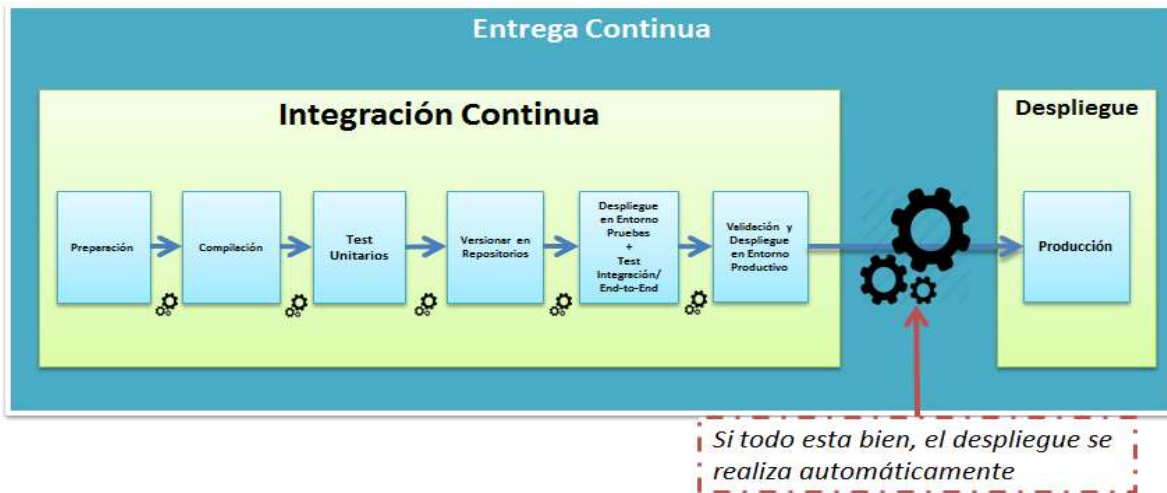 Entrega Continua
Integración Continua
Despliegue
Preparación
Compilación
Test
Unitarios
Versionar en
Repositorios
Despliegue
en Entorno
Pruebas
+
Test
Integración/
End-to-End
Validación y
Despliegue
en Entorno
Productivo
Producción
Si todo esta bien, el despliegue se
realiza automáticamente